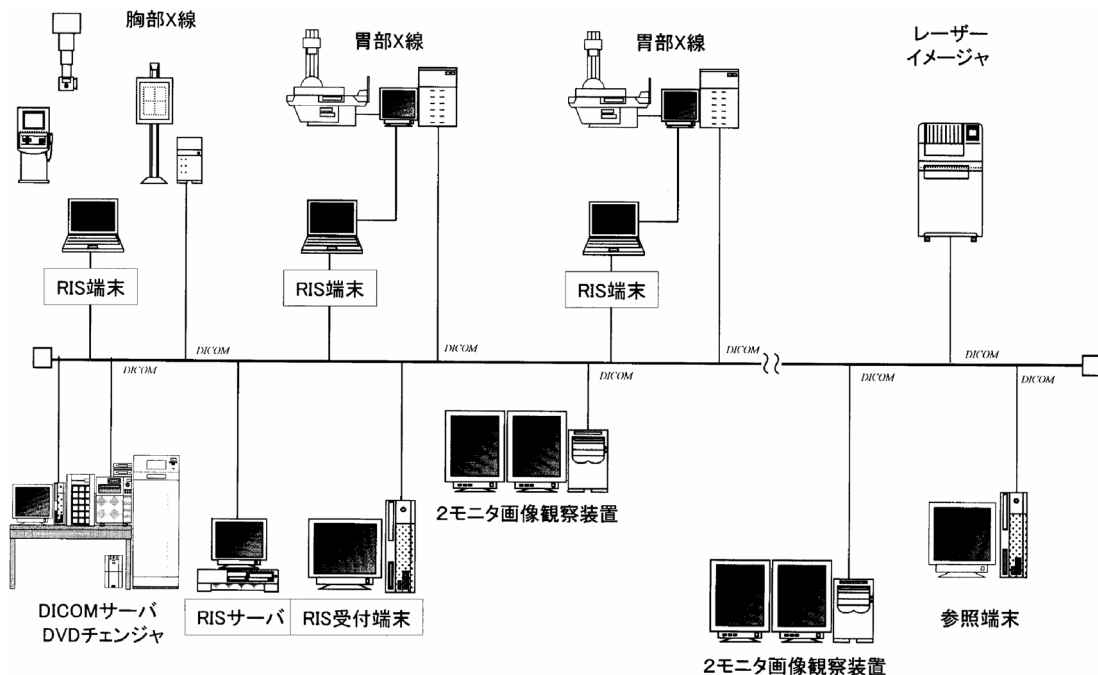 胸部X線
胃部X線
胃部X線
レーザー
イメージャ
RIS端末
RIS端末
RIS端末
DICOM
DICOM
DICOM
DICOM
DICOM
DICOM
DICOM
DICOM
2モニタ画像観察装置
DICOMサーバ
DVDチェンジャ
RISサーバ
RIS受付端末
2モニタ画像観察装置
参照端末